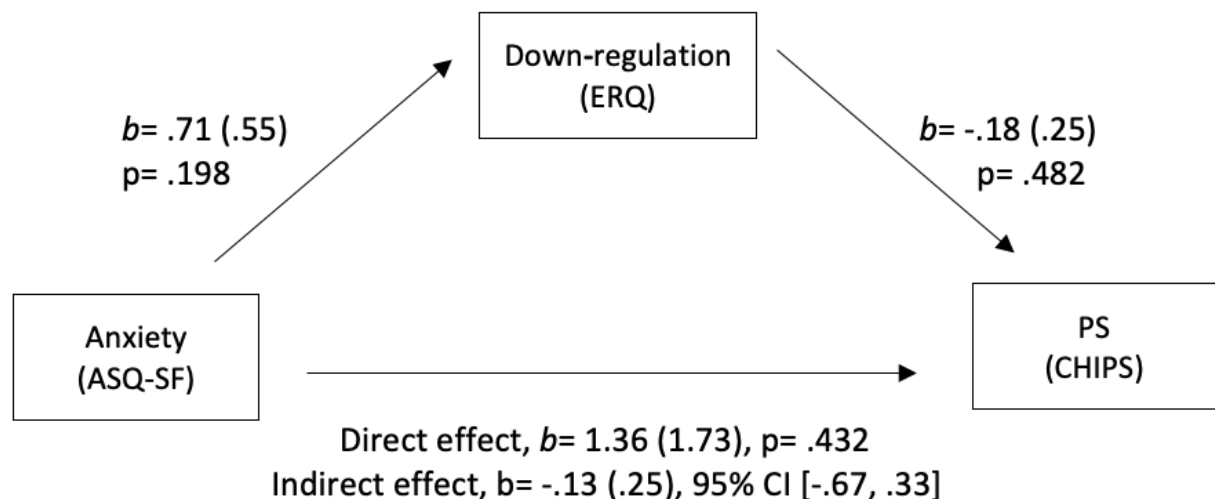 Down-regulation
(ERQ)
b= .71 (.55)
p= .198
b= -.18 (.25)
p= .482
Anxiety
(ASQ-SF)
PS
(CHIPS)
Direct effect, b= 1.36 (1.73), p= .432
Indirect effect, b= -.13 (.25), 95% CI [-.67, .33]